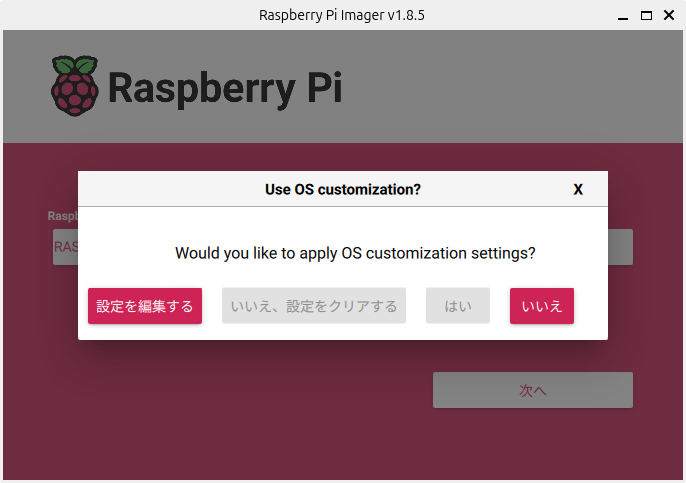 Raspberry Pi Imager v1.8.5
Raspberry Pi
Use OS customization? X
Would you like to apply OS customization settings?
設定を編集する いいえ、設定をクリアする はい いいえ
次へ